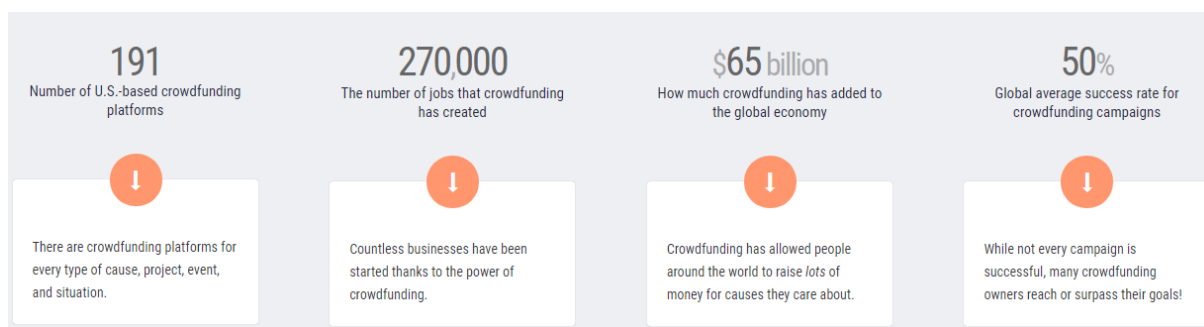 191
Number of U.S.-based crowdfunding
platforms
There are crowdfunding platforms for
every type of cause, project, event,
and situation.
270,000
The number of jobs that crowdfunding
has created
Countless businesses have been
started thanks to the power of
crowdfunding.
$65 billion
How much crowdfunding has added to
the global economy
Crowdfunding has allowed people
around the world to raise lots of
money for causes they care about.
50%
Global average success rate for
crowdfunding campaigns
While not every campaign is
successful, many crowdfunding
owners reach or surpass their goals!